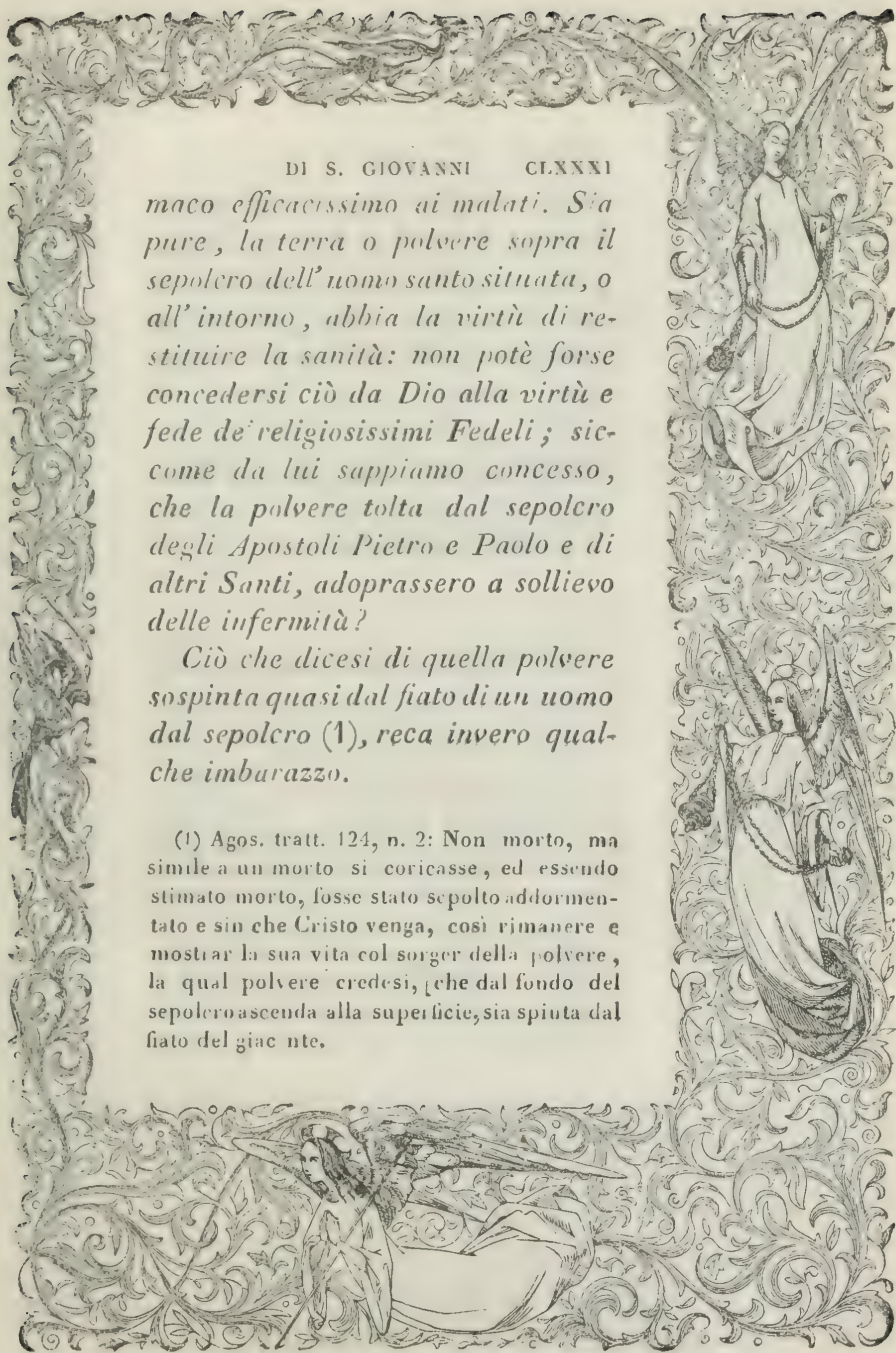 DI S. GIOVANNI CLXXXI
maco efficacissimo ai malati. Sia
pure, la terra o polvere sopra il
sepolcro dell'uomo santo situata, o
all'intorno, abbia la virtù di re-
stituire la sanità: non potè forse
concedersi ciò da Dio alla virtù e
fede de' religiosissimi Fedeli; sic-
come da lui sappiamo concesso,
che la polvere tolta dal sepolcro
degli Apostoli Pietro e Paolo e di
altri Santi, adoprassero a sollievo
delle infermità?
Ciò che dicesi di quella polvere
sospinta quasi dal fiato di un uomo
dal sepolcro (1), reca invero qual-
che imbarazzo.
(1) Agos. tratt. 124, n. 2: Non morto, ma
simile a un morto si coricasse, ed essendo
stimato morto, fosse stato sepolto addormen-
tato e sin che Cristo venga, così rimanere e
mostrar la sua vita col sorger della polvere,
la qual polvere credesi, che dal fondo del
sepolcro ascenda alla superficie, sia spinta dal
fiato del giac nte.